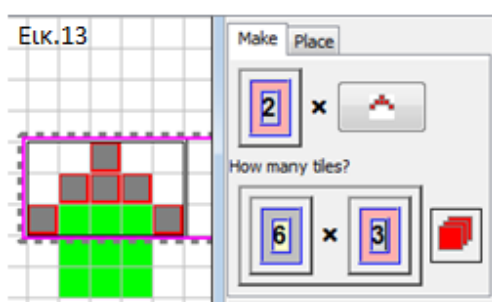 Εικ.13
Make Place
2 ×
How many tiles?
6 × 3